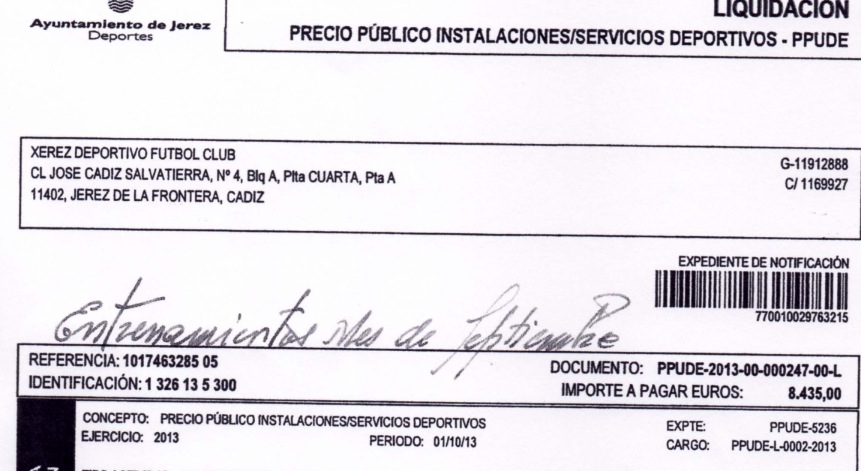 Ayuntamiento de Jerez
Deportes
LIQUIDACIÓN
PRECIO PÚBLICO INSTALACIONES/SERVICIOS DEPORTIVOS - PPUDE
XEREZ DEPORTIVO FUTBOL CLUB
CL JOSE CADIZ SALVATIERRA, Nº 4, Blq A, Plta CUARTA, Pta A
11402, JEREZ DE LA FRONTERA, CADIZ
G-11912888
C/ 1169927
EXPEDIENTE DE NOTIFICACIÓN
770010029763215
Entrenamientos Mes de Septiembre
REFERENCIA: 1017463285 05
IDENTIFICACIÓN: 1 326 13 5 300
DOCUMENTO: PPUDE-2013-00-000247-00-L
IMPORTE A PAGAR EUROS: 8.435,00
CONCEPTO: PRECIO PÚBLICO INSTALACIONES/SERVICIOS DEPORTIVOS
EJERCICIO: 2013 PERIODO: 01/10/13
EXPTE: PPUDE-5236
CARGO: PPUDE-L-0002-2013